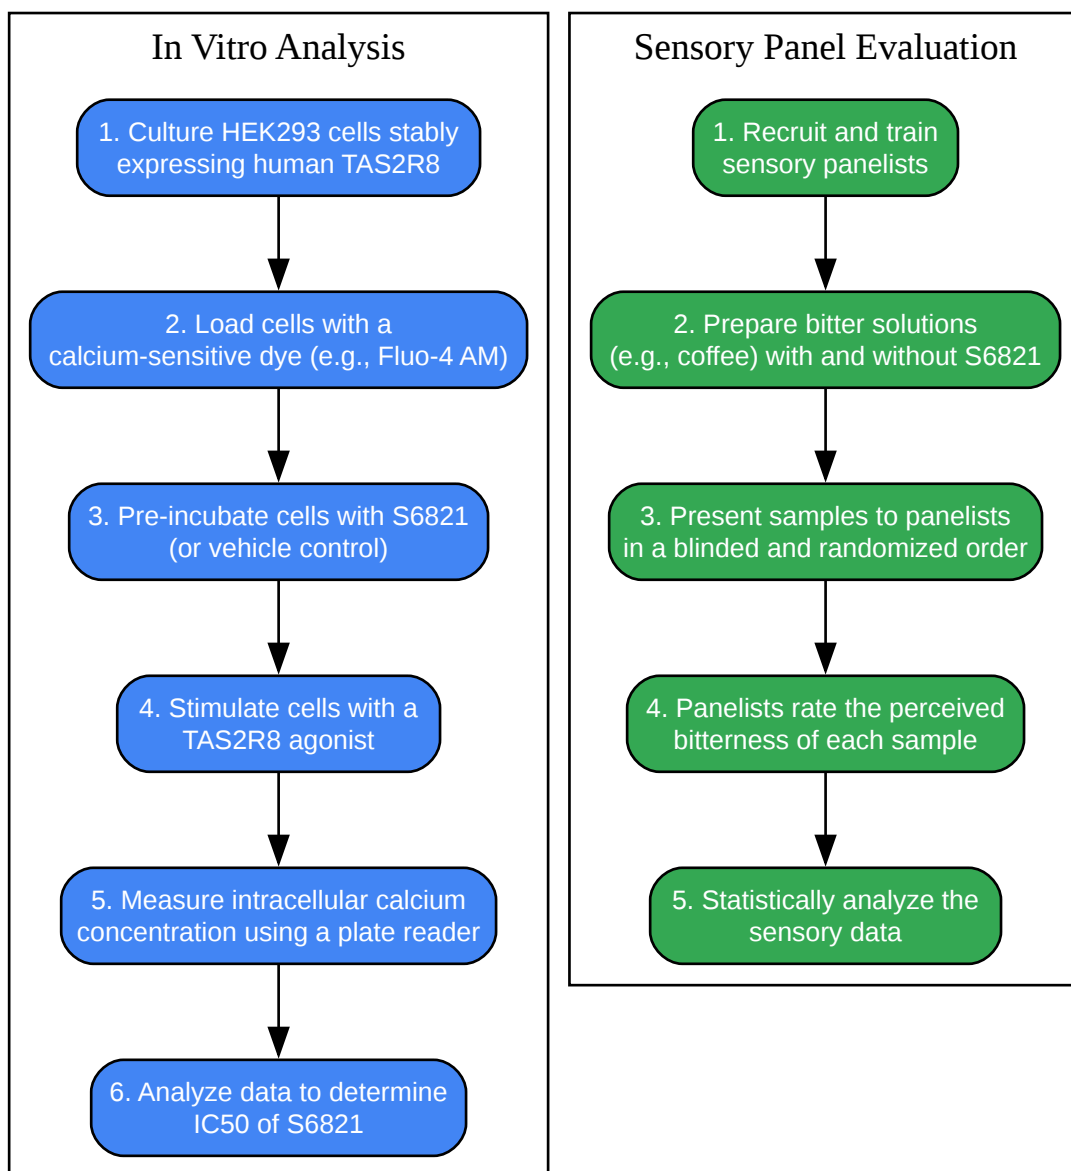 In Vitro Analysis
1. Culture HEK293 cells stably
expressing human TAS2R8
2. Load cells with a
calcium-sensitive dye (e.g., Fluo-4 AM)
3. Pre-incubate cells with S6821
(or vehicle control)
4. Stimulate cells with a
TAS2R8 agonist
5. Measure intracellular calcium
concentration using a plate reader
6. Analyze data to determine
IC50 of S6821
Sensory Panel Evaluation
1. Recruit and train
sensory panelists
2. Prepare bitter solutions
(e.g., coffee) with and without S6821
3. Present samples to panelists
in a blinded and randomized order
4. Panelists rate the perceived
bitterness of each sample
5. Statistically analyze the
sensory data